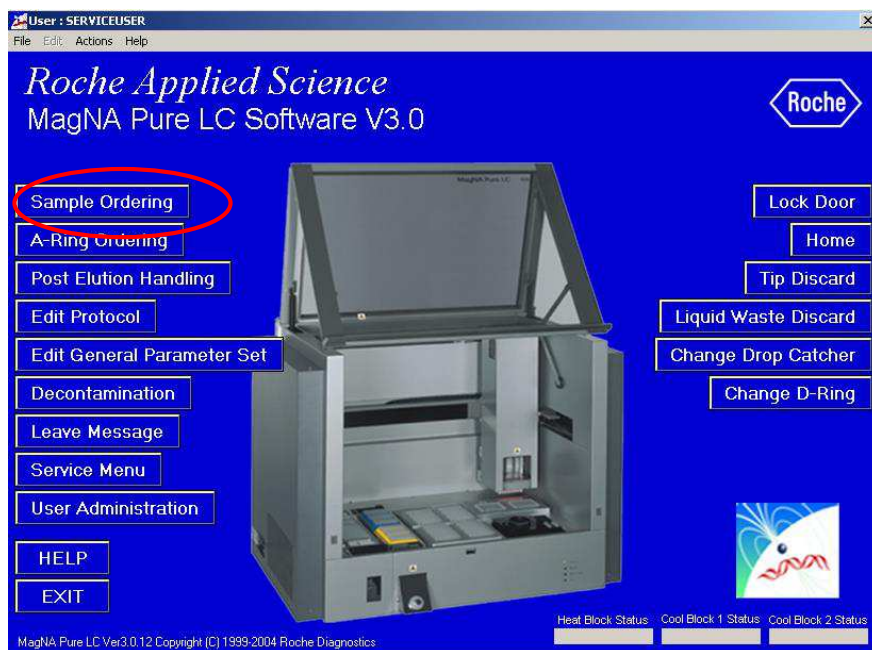 User : SERVICEUSER
File Edit Actions Help
Roche Applied Science
MagNA Pure LC Software V3.0
Roche
MagNA Pure LC
Sample Ordering
A-Ring Ordering
Post Elution Handling
Edit Protocol
Edit General Parameter Set
Decontamination
Leave Message
Service Menu
User Administration
HELP
EXIT
Lock Door
Home
Tip Discard
Liquid Waste Discard
Change Drop Catcher
Change D-Ring
Heat Block Status Cool Block 1 Status Cool Block 2 Status
MagNA Pure LC Ver3.0.12 Copyright (C) 1999-2004 Roche Diagnostics